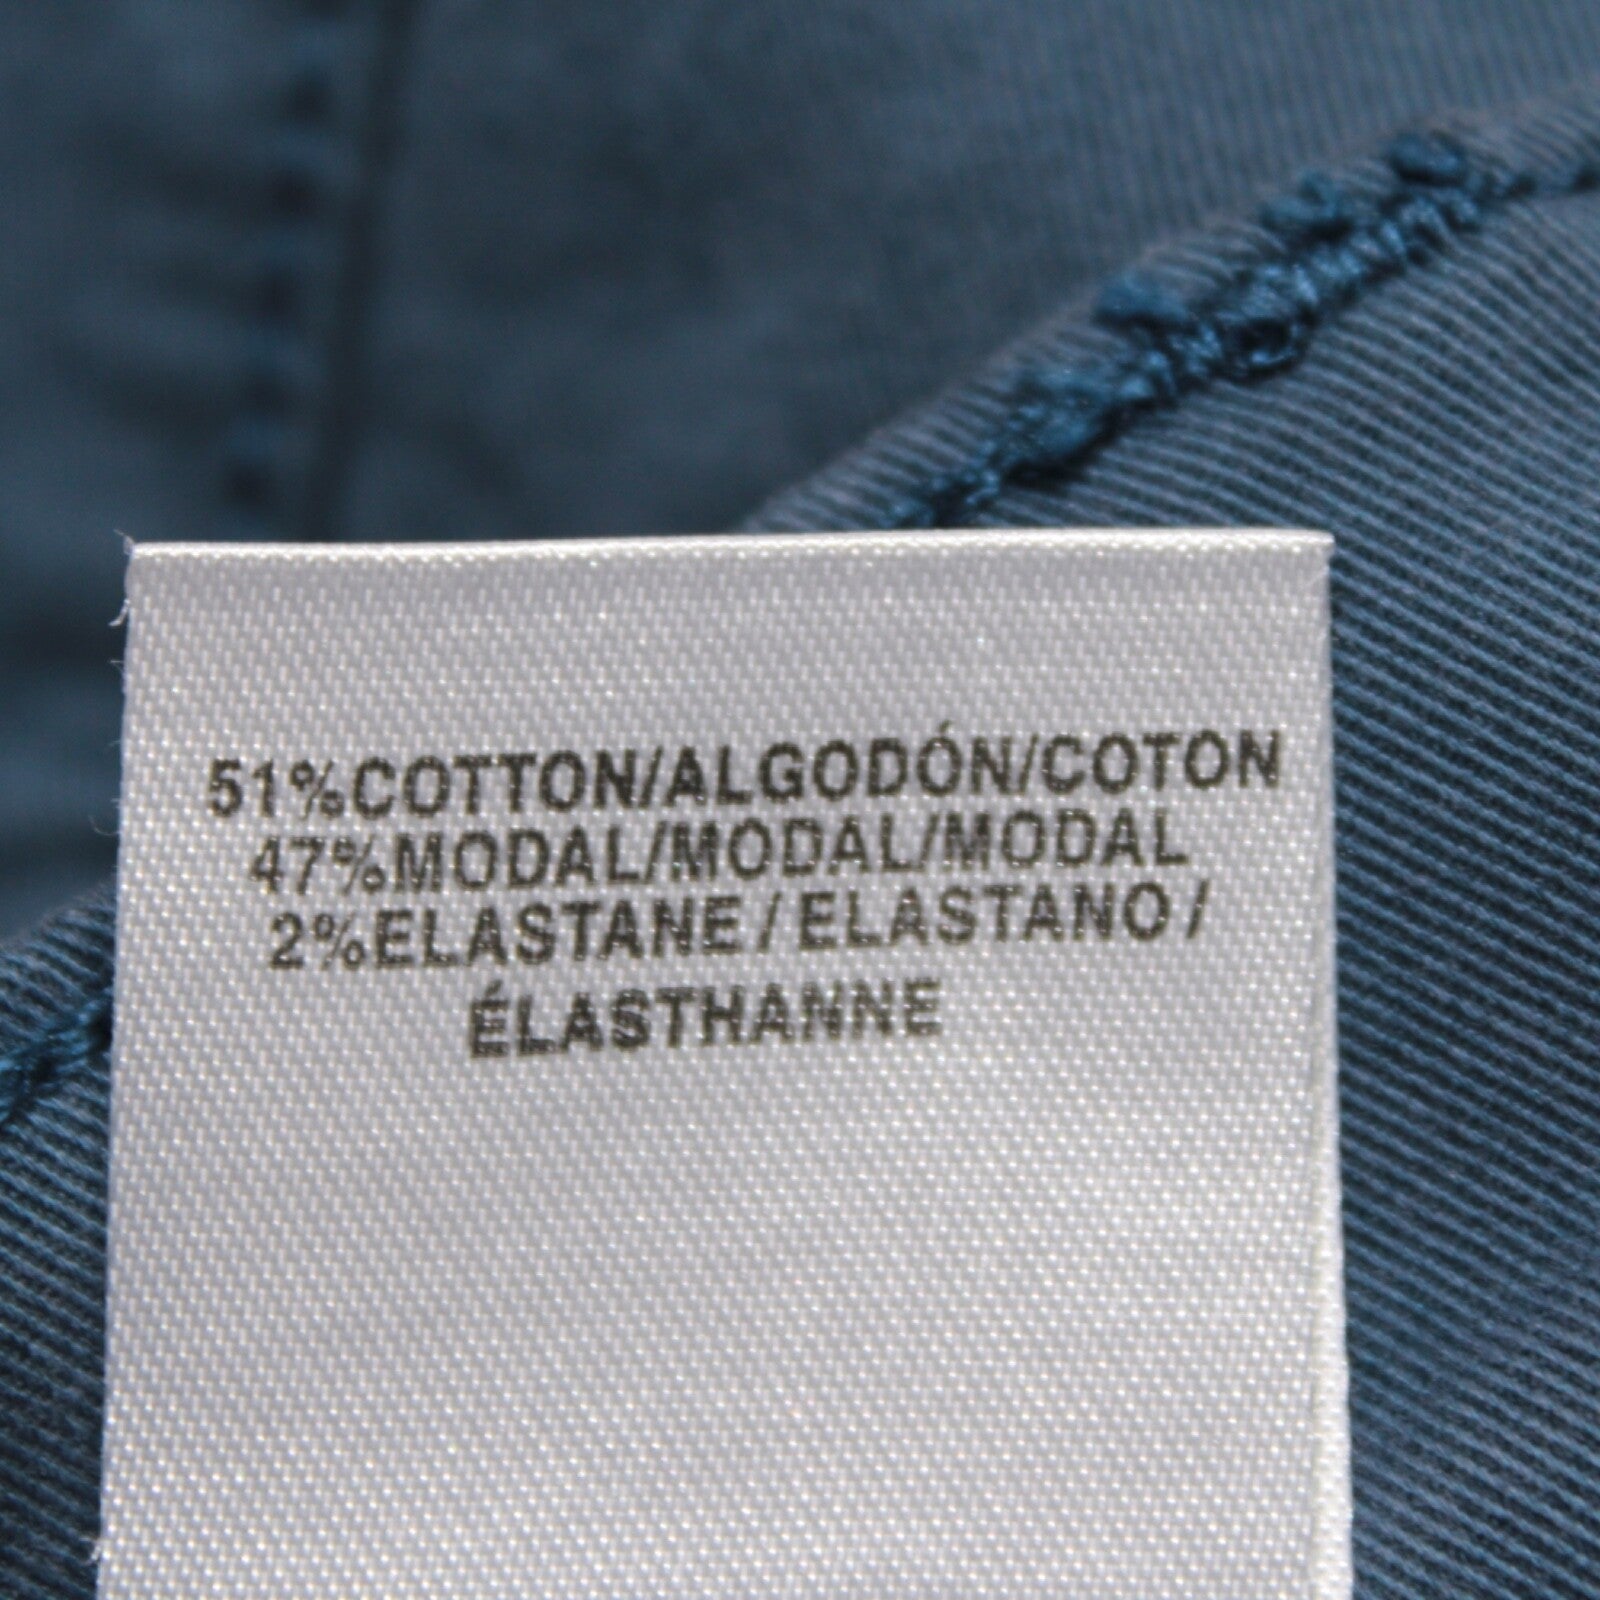 51%COTTON/ALGODÓN/COTON
47%MODAL/MODAL/MODAL
2%ELASTANE/ELASTANO/
ÉLASTHANNE